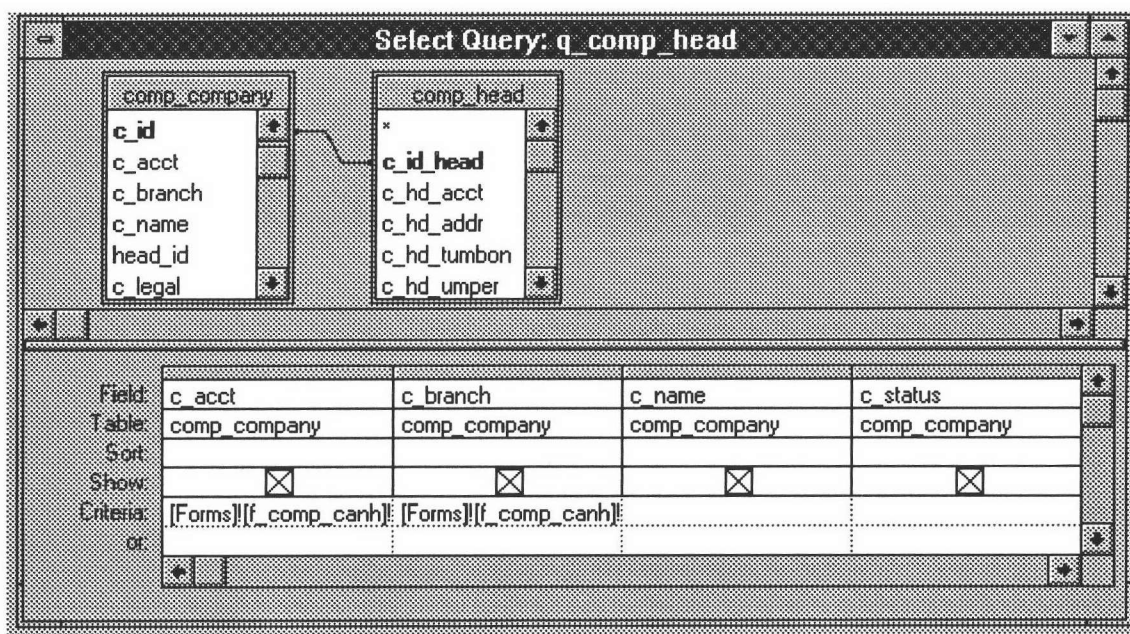 Select Query: q_comp_head
comp_company
c_id
c_acct
c_branch
c_name
head_id
c_legal
comp_head
*
c_id_head
c_hd_acct
c_hd_addr
c_hd_tumbon
c_hd_umper
Field: c_acct c_branch c_name c_status
Table: comp_company comp_company comp_company comp_company
Sort:
Show:
Criteria: [Forms]![f_comp_canh]! [Forms]![f_comp_canh]!
or: